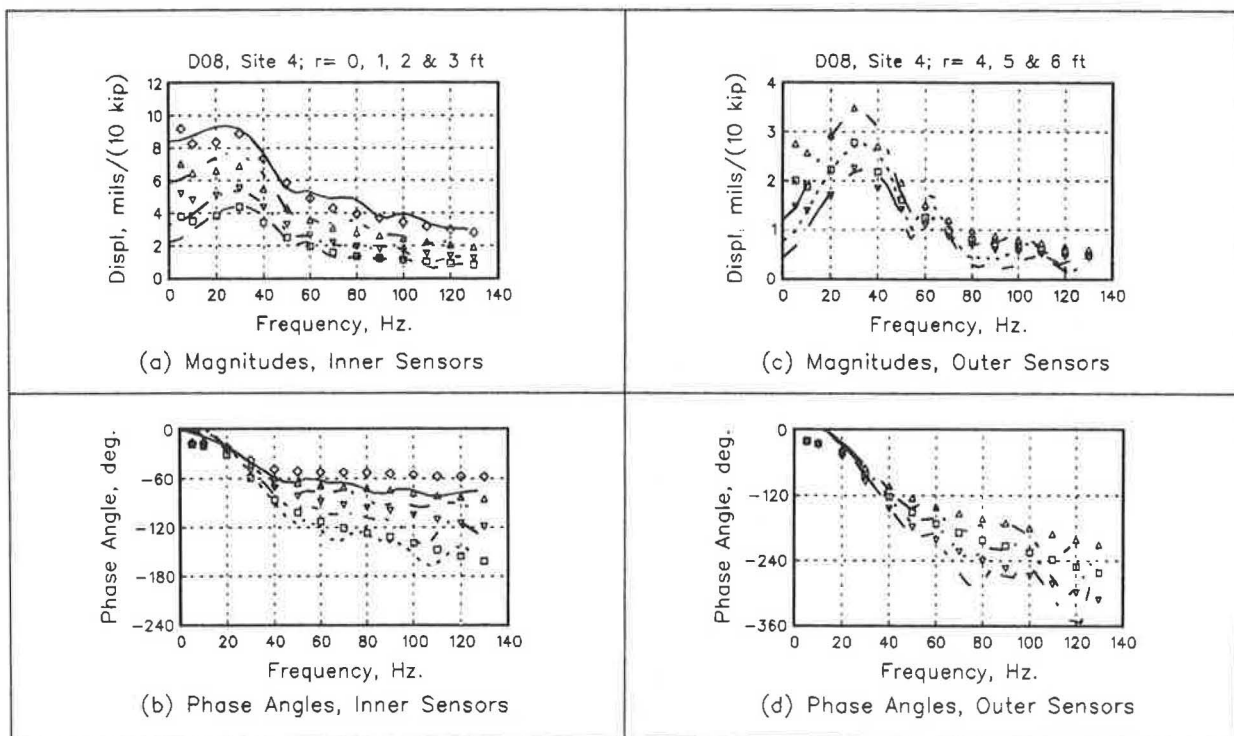 D08, Site 4; r= 0, 1, 2 & 3 ft
Displ, mils/(10 kip)
12
10
8
6
4
2
0
0 20 40 60 80 100 120 140
Frequency, Hz.
(a) Magnitudes, Inner Sensors
D08, Site 4; r= 4, 5 & 6 ft
Displ, mils/(10 kip)
4
3
2
1
0
0 20 40 60 80 100 120 140
Frequency, Hz.
(c) Magnitudes, Outer Sensors
Phase Angle, deg.
0
-60
-120
-180
-240
0 20 40 60 80 100 120 140
Frequency, Hz.
(b) Phase Angles, Inner Sensors
Phase Angle, deg.
0
-120
-240
-360
0 20 40 60 80 100 120 140
Frequency, Hz.
(d) Phase Angles, Outer Sensors